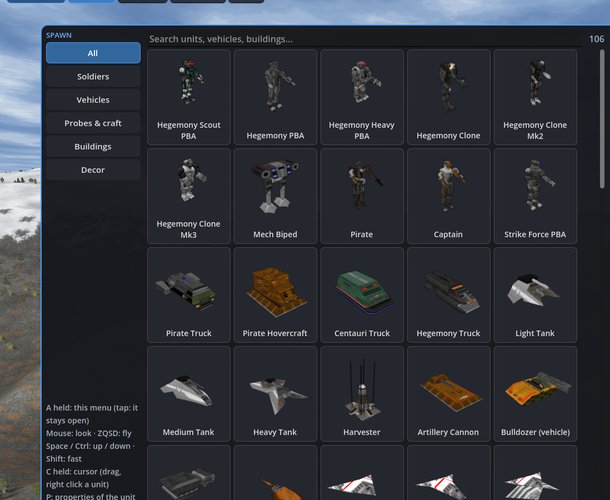 SPAWN
Search units, vehicles, buildings...
106
All
Soldiers
Vehicles
Probes & craft
Buildings
Decor
Hegemony Scout
PBA
Hegemony PBA
Hegemony Heavy
PBA
Hegemony Clone
Hegemony Clone
Mk2
Hegemony Clone
Mk3
Mech Biped
Pirate
Captain
Strike Force PBA
Pirate Truck
Pirate Hovercraft
Centauri Truck
Hegemony Truck
Light Tank
Medium Tank
Heavy Tank
Harvester
Artillery Cannon
Bulldozer (vehicle)
A held: this menu (tap: it
stays open)
Mouse: look · ZQSD: fly
Space / Ctrl: up / down ·
Shift: fast
C held: cursor (drag,
right click a unit)
P: properties of the unit